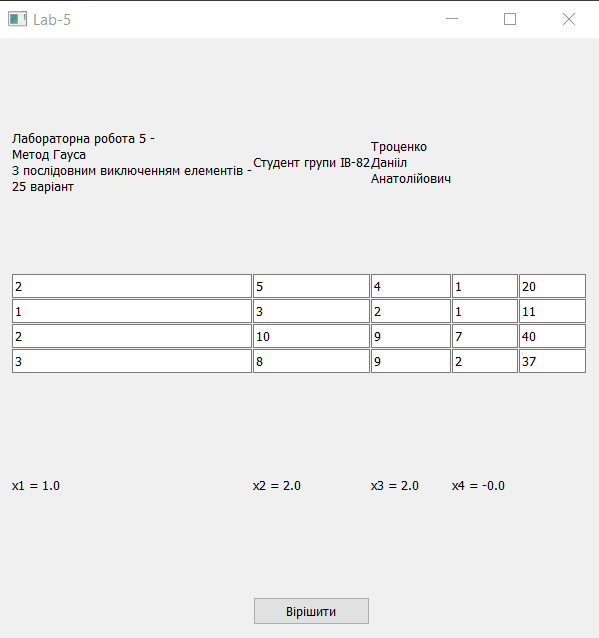 Lab-5
Лабораторна робота 5 -
Метод Гауса
З послідовним виключенням елементів -
25 варіант
Студент групи ІВ-82
Троценко
Данііл
Анатолійович
2 5 4 1 20
1 3 2 1 11
2 10 9 7 40
3 8 9 2 37
x1 = 1.0 x2 = 2.0 x3 = 2.0 x4 = -0.0
Вірішити